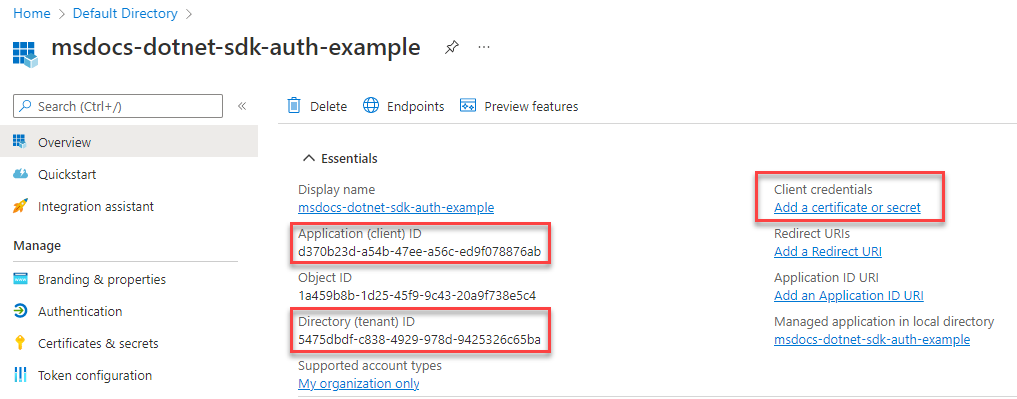 Home > Default Directory >
msdocs-dotnet-sdk-auth-example
Search (Ctrl+/)
Overview
Quickstart
Integration assistant
Manage
Branding & properties
Authentication
Certificates & secrets
Token configuration
Delete
Endpoints
Preview features
Essentials
Display name
msdocs-dotnet-sdk-auth-example
Application (client) ID
d370b23d-a54b-47ee-a56c-ed9f078876ab
Object ID
1a459b8b-1d25-45f9-9c43-20a9f738e5c4
Directory (tenant) ID
5475dbdf-c838-4929-978d-9425326c65ba
Supported account types
My organization only
Client credentials
Add a certificate or secret
Redirect URIs
Add a Redirect URI
Application ID URI
Add an Application ID URI
Managed application in local directory
msdocs-dotnet-sdk-auth-example